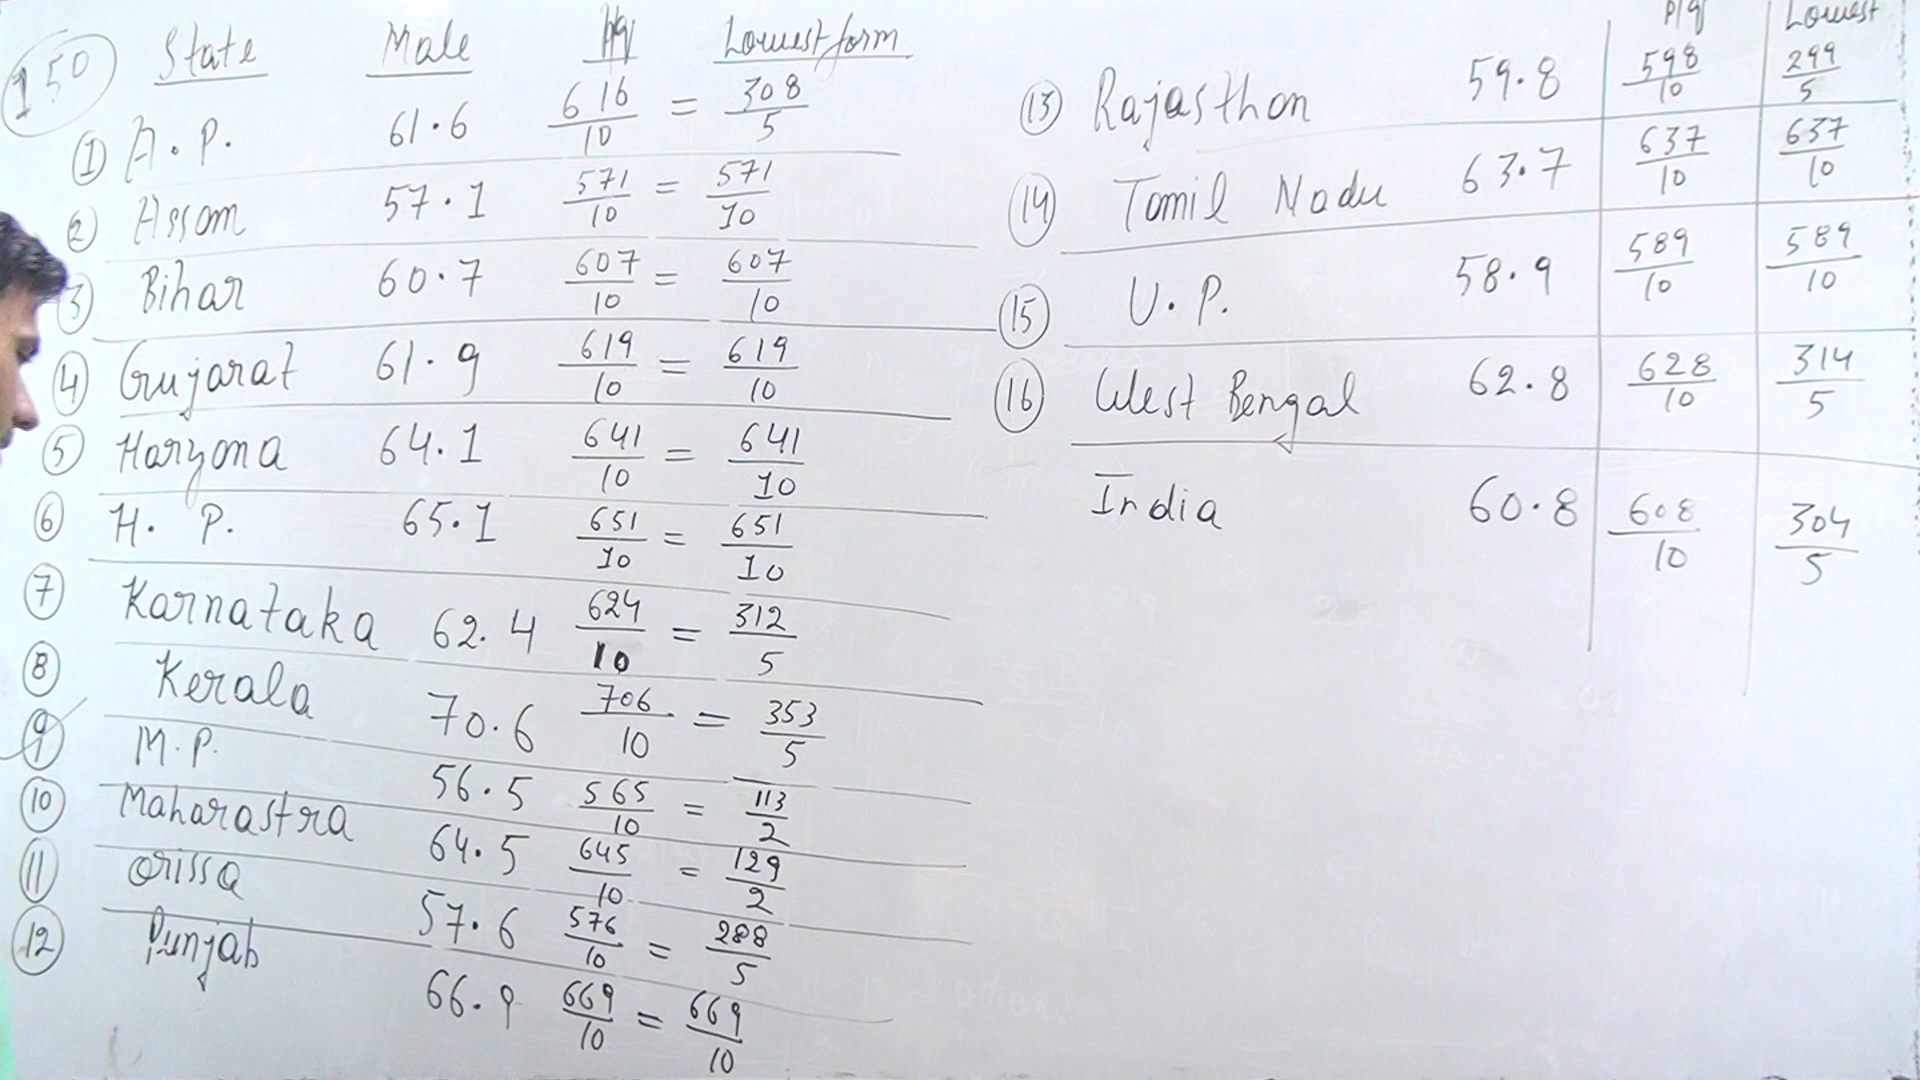 150 State Male p/q Lowest form
① A.P. 61.6 616/10 = 308/5
② Assam 57.1 571/10 = 571/10
③ Bihar 60.7 607/10 = 607/10
④ Gujarat 61.9 619/10 = 619/10
⑤ Haryana 64.1 641/10 = 641/10
⑥ H. P. 65.1 651/10 = 651/10
⑦ Karnataka 62.4 624/10 = 312/5
⑧ Kerala 70.6 706/10 = 353/5
⑨ M.P. 56.5 565/10 = 113/2
⑩ Maharastra 64.5 645/10 = 129/2
⑪ Orissa 57.6 576/10 = 288/5
⑫ Punjab 66.9 669/10 = 669/10
p/q Lowest
⑬ Rajasthan 59.8 598/10 299/5
⑭ Tamil Nadu 63.7 637/10 637/10
⑮ U.P. 58.9 589/10 589/10
⑯ West Bengal 62.8 628/10 314/5
India 60.8 608/10 304/5